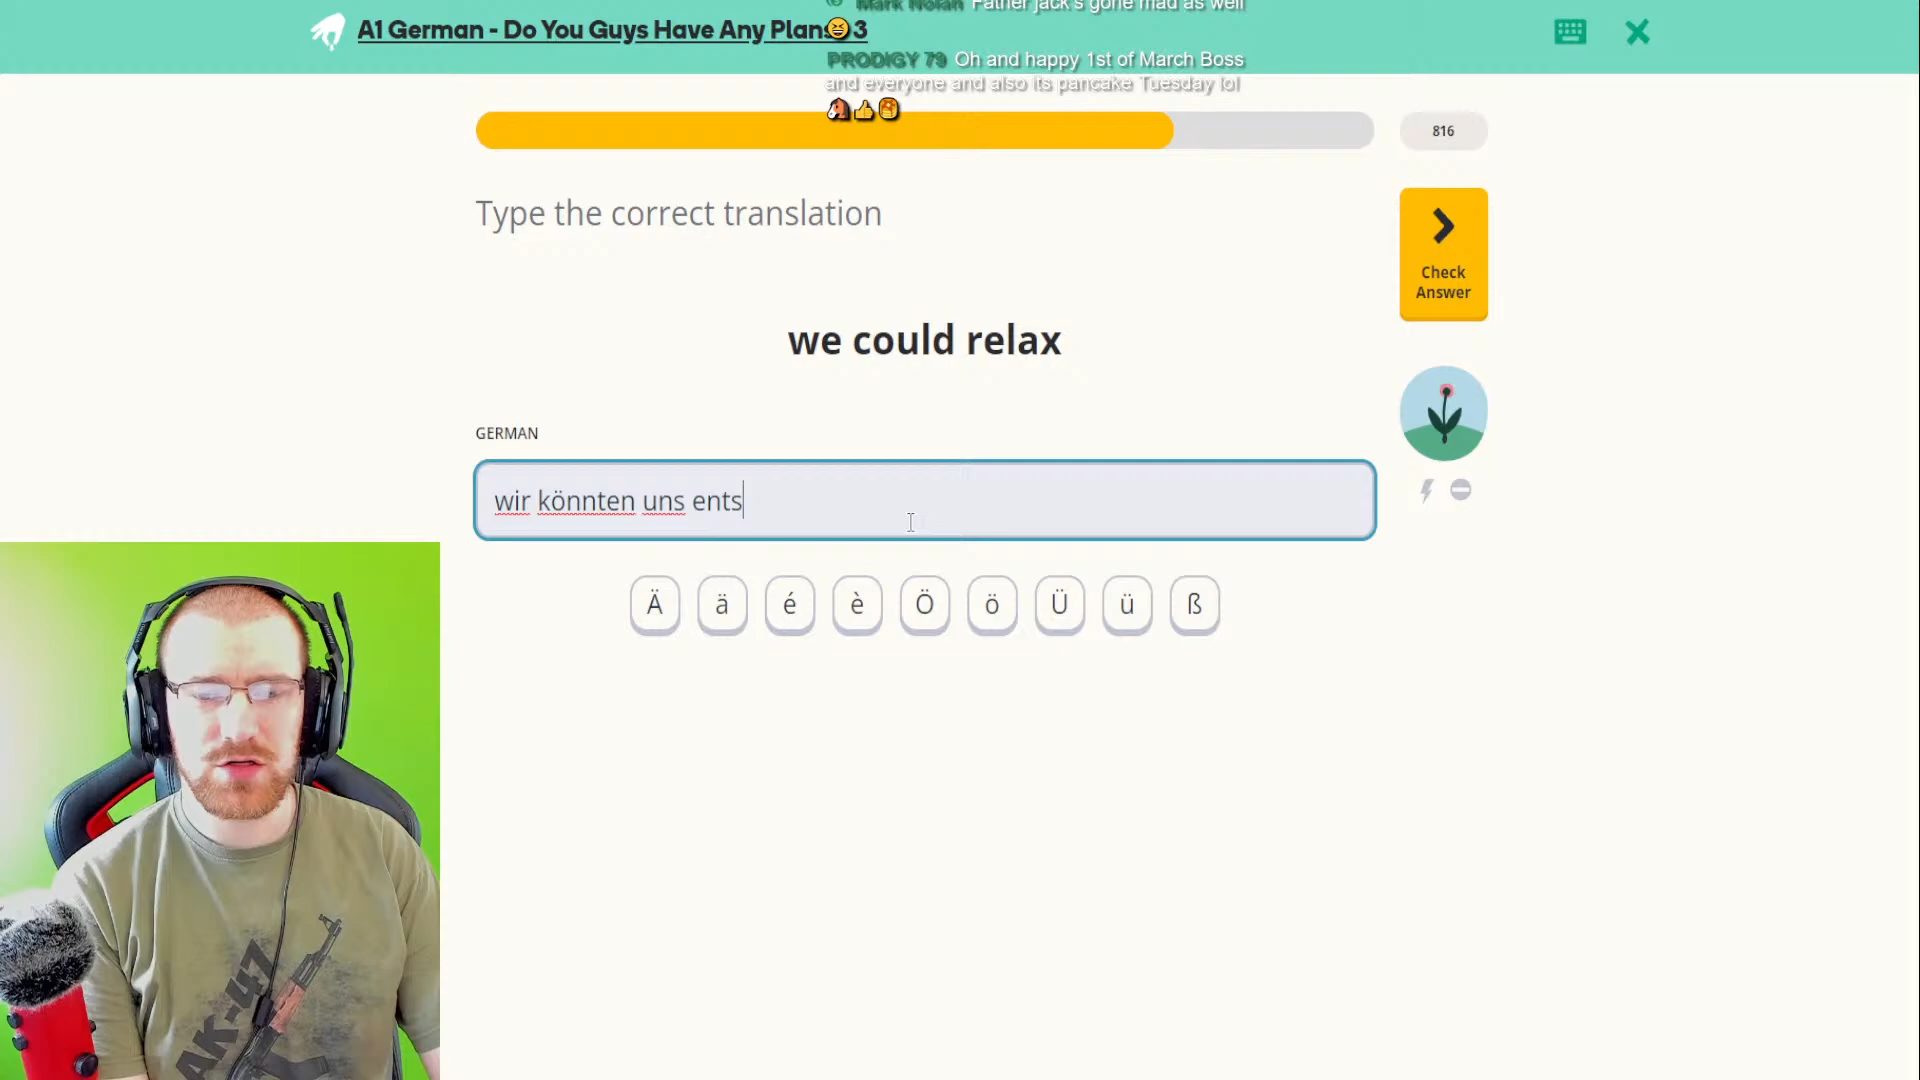 Mark Nolan Father jack's gone mad as well
A1 German - Do You Guys Have Any Plans 3
PRODIGY 79 Oh and happy 1st of March Boss
and everyone and also its pancake Tuesday lol
816
Type the correct translation
Check
Answer
we could relax
GERMAN
wir könnten uns ents
Ä ä é è Ö ö Ü ü ß
AK-47